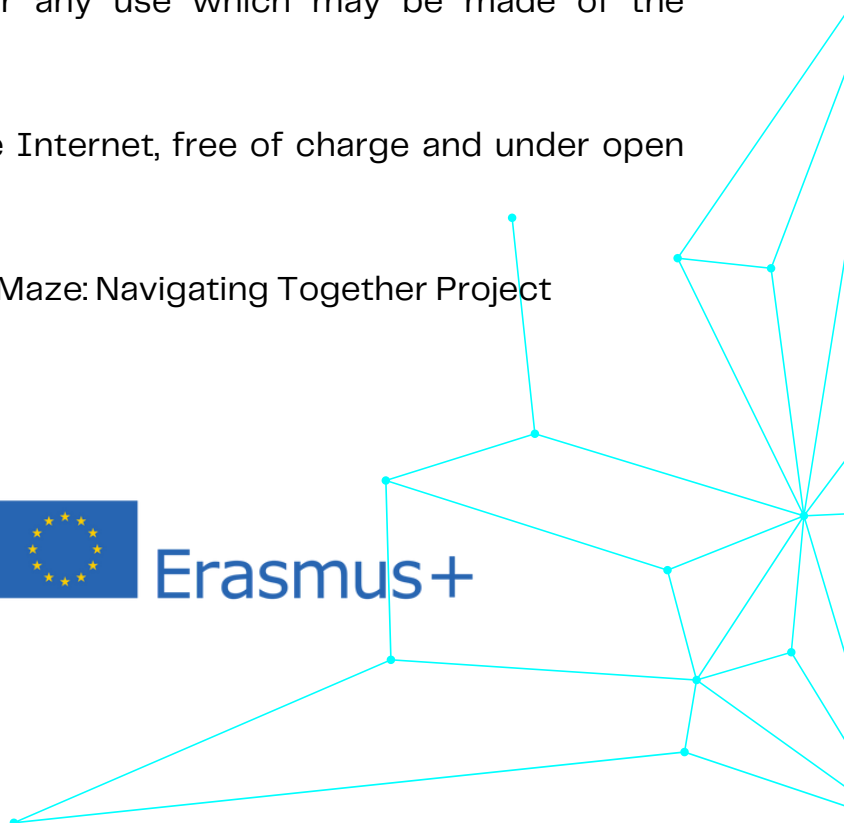 any use which may be made of the
Internet, free of charge and under open
Maze: Navigating Together Project
Erasmus+